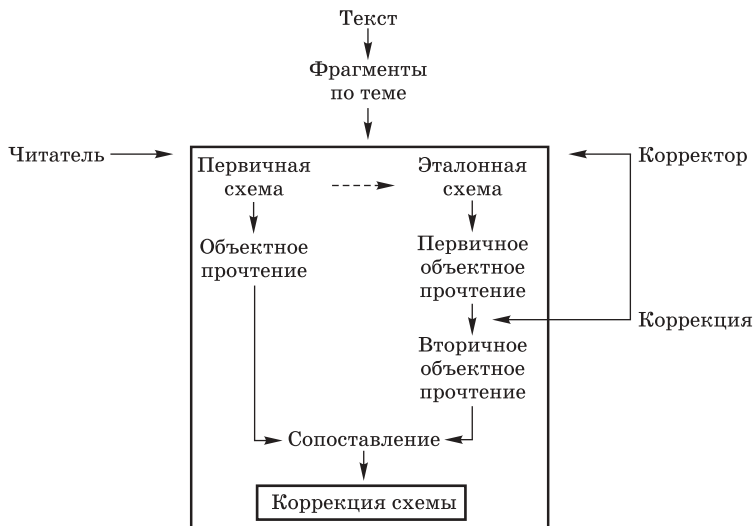 Текст
Фрагменты
по теме
Читатель
Корректор
Первичная
схема
Эталонная
схема
Объектное
прочтение
Первичное
объектное
прочтение
Коррекция
Вторичное
объектное
прочтение
Сопоставление
Коррекция схемы